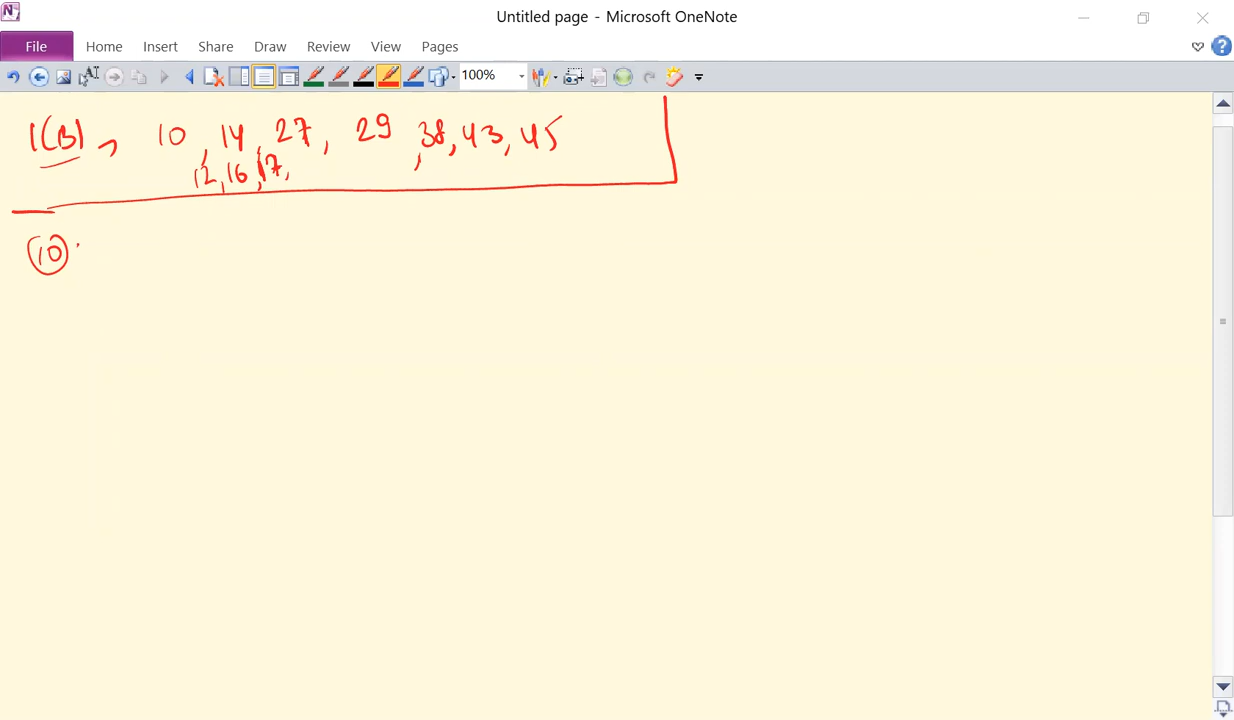 Untitled page - Microsoft OneNote
File Home Insert Share Draw Review View Pages
100%
1(B), 10, 14, 27, 29, 38, 43, 45
12, 16, 17,
10